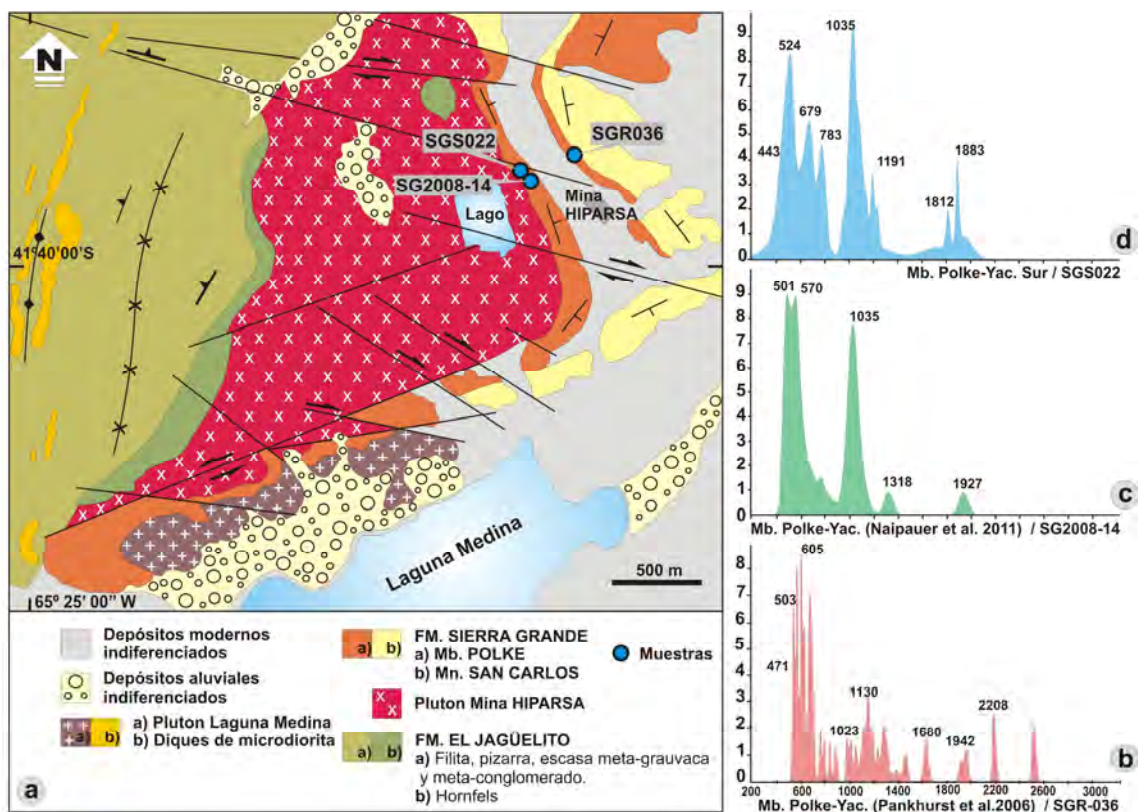 N
SGS022
SG2008-14
SGR036
Mina
HIPARSA
Lago
41º40'00'S
Laguna Medina
500 m
65º 25' 00'' W
Depósitos modernos
indiferenciados
Depósitos aluviales
indiferenciados
a) b)
a) Pluton Laguna Medina
b) Diques de microdiorita
a) b)
FM. SIERRA GRANDE
a) Mb. POLKE
b) Mn. SAN CARLOS
Pluton Mina HIPARSA
a) b)
FM. EL JAGÜELITO
a) Filita, pizarra, escasa meta-grauvaca
y meta-conglomerado.
b) Hornfels
Muestras
a
9
8
7
6
5
4
3
2
1
0
443
524
679
783
1035
1191
1812
1883
d
Mb. Polke-Yac. Sur / SGS022
9
8
7
6
5
4
3
2
1
0
501
570
1035
1318
1927
c
Mb. Polke-Yac. (Naipauer et al. 2011) / SG2008-14
8
7
6
5
4
3
2
1
0
471
503
605
1023
1130
1680
1942
2208
b
200 600 1000 1400 1800 2200 2600 3000
Mb. Polke-Yac. (Pankhurst et al.2006) / SGR-036